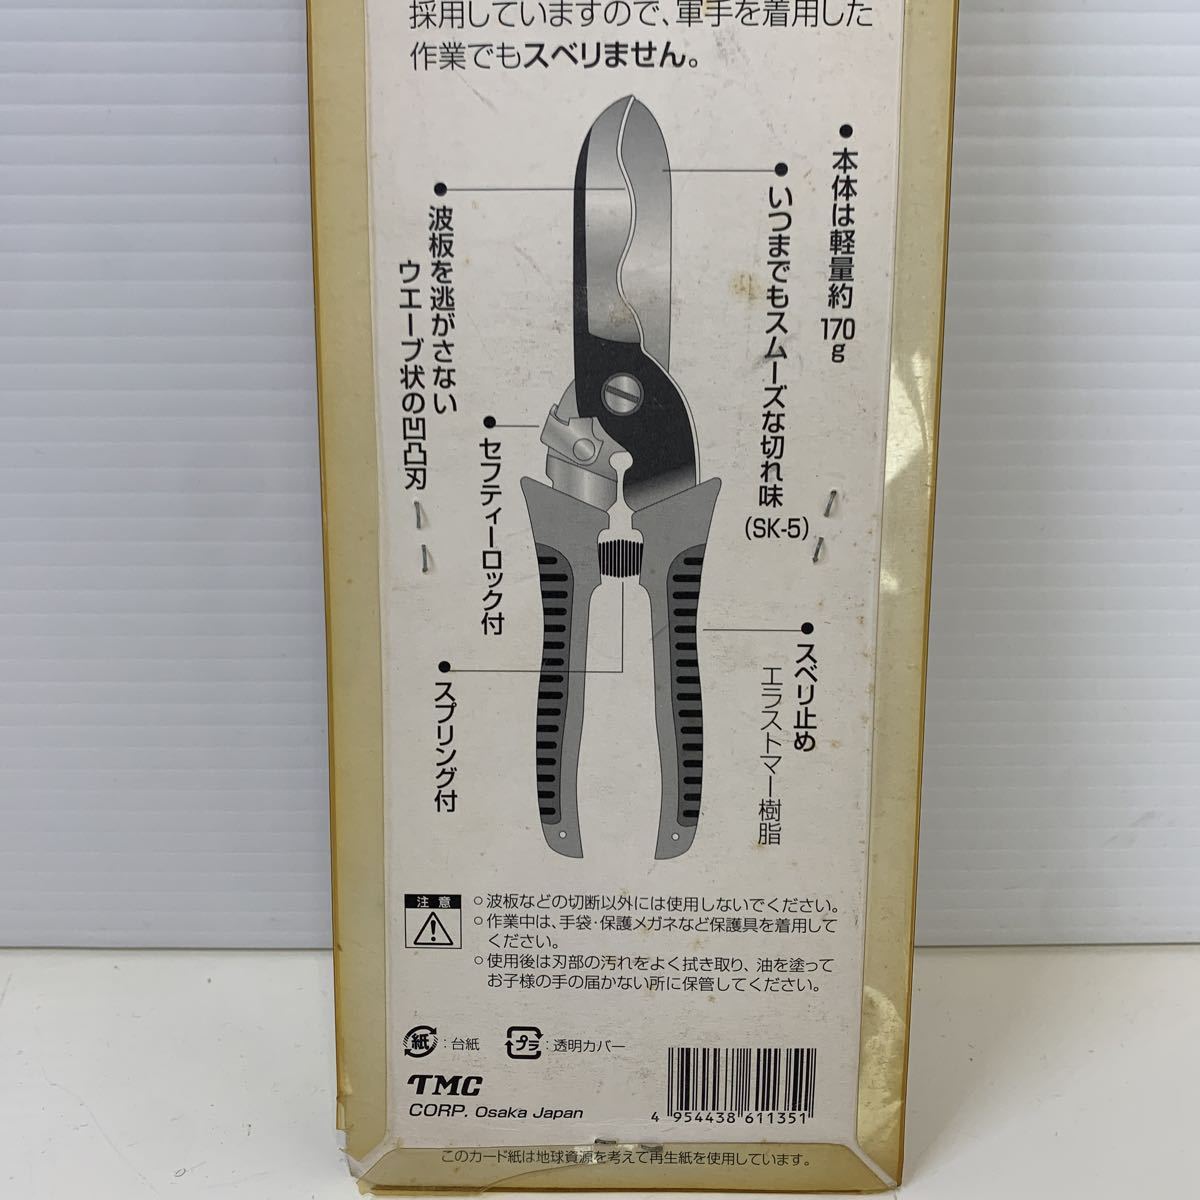 採用していますので、軍手を着用した
作業でもスベリません。
●本体は軽量約170g
●いつまでもスムーズな切れ味
(SK-5)
●波板を逃がさない
ウエーブ状の凹凸刃
●セフティーロック付
●スプリング付
●スベリ止め
エラストマー樹脂
注意
○波板などの切断以外には使用しないでください。
○作業中は、手袋・保護メガネなど保護具を着用して
ください。
○使用後は刃部の汚れをよく拭き取り、油を塗って
お子様の手の届かない所に保管してください。
紙:台紙 プラ:透明カバー
TMC
CORP. Osaka Japan
4 954438 611351
このカード紙は地球資源を考えて再生紙を使用しています。